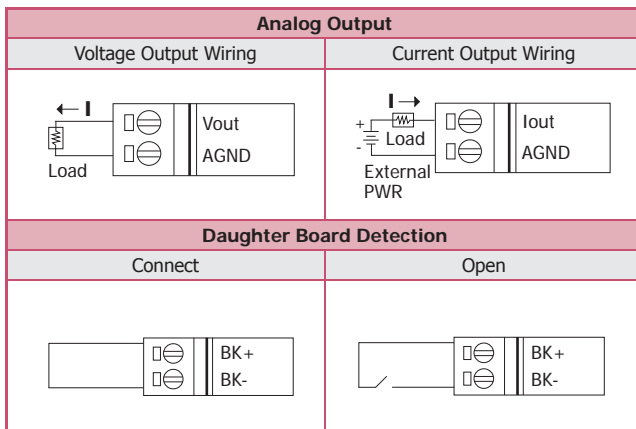 Analog Output
Voltage Output Wiring
Current Output Wiring
I
Vout
AGND
Load
I
+
-
Load
External
PWR
Iout
AGND
Daughter Board Detection
Connect
Open
BK+
BK-
BK+
BK-